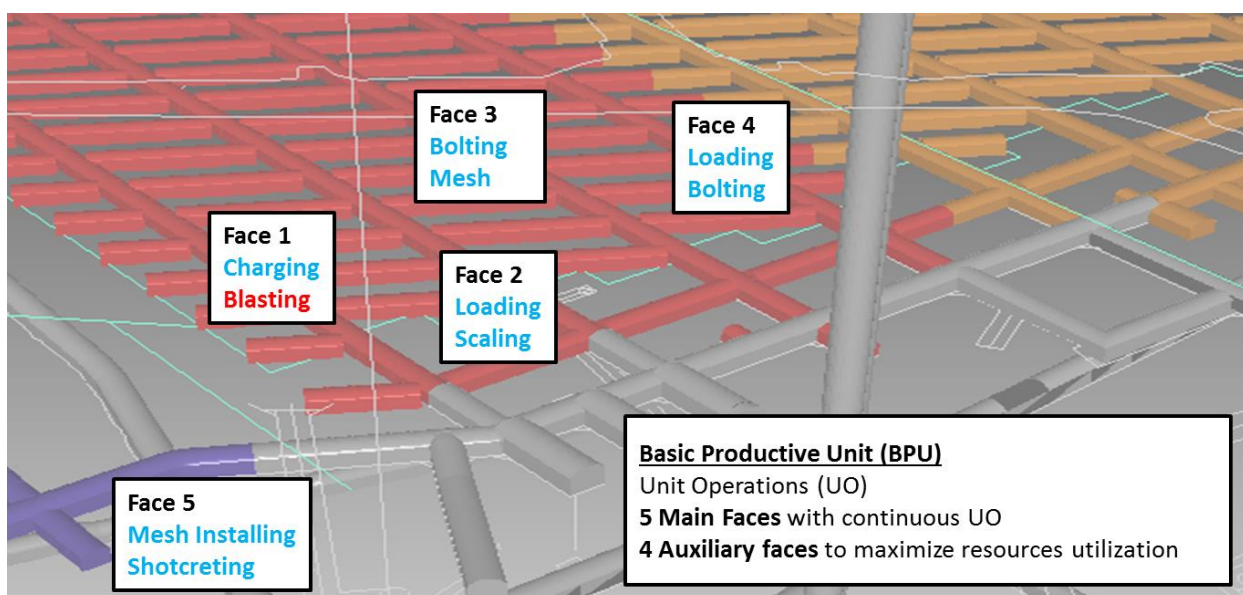 Face 3
Bolting
Mesh
Face 4
Loading
Bolting
Face 1
Charging
Blasting
Face 2
Loading
Scaling
Face 5
Mesh Installing
Shotcreting
Basic Productive Unit (BPU)
Unit Operations (UO)
5 Main Faces with continuous UO
4 Auxiliary faces to maximize resources utilization